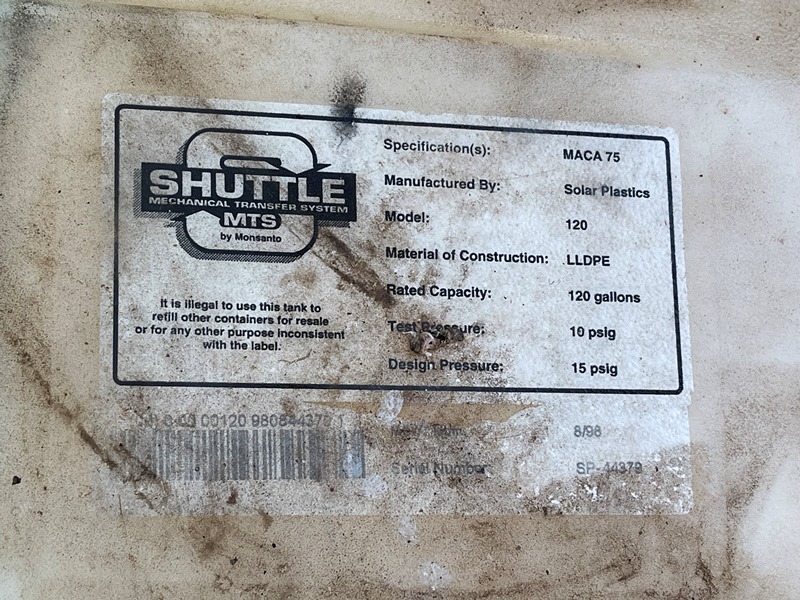 SHUTTLE
MECHANICAL TRANSFER SYSTEM
MTS
by Monsanto
It is illegal to use this tank to
refill other containers for resale
or for any other purpose inconsistent
with the label.
Specification(s): MACA 75
Manufactured By: Solar Plastics
Model: 120
Material of Construction: LLDPE
Rated Capacity: 120 gallons
Test Pressure: 10 psig
Design Pressure: 15 psig
00120
8/98
Serial Number: SP-44379